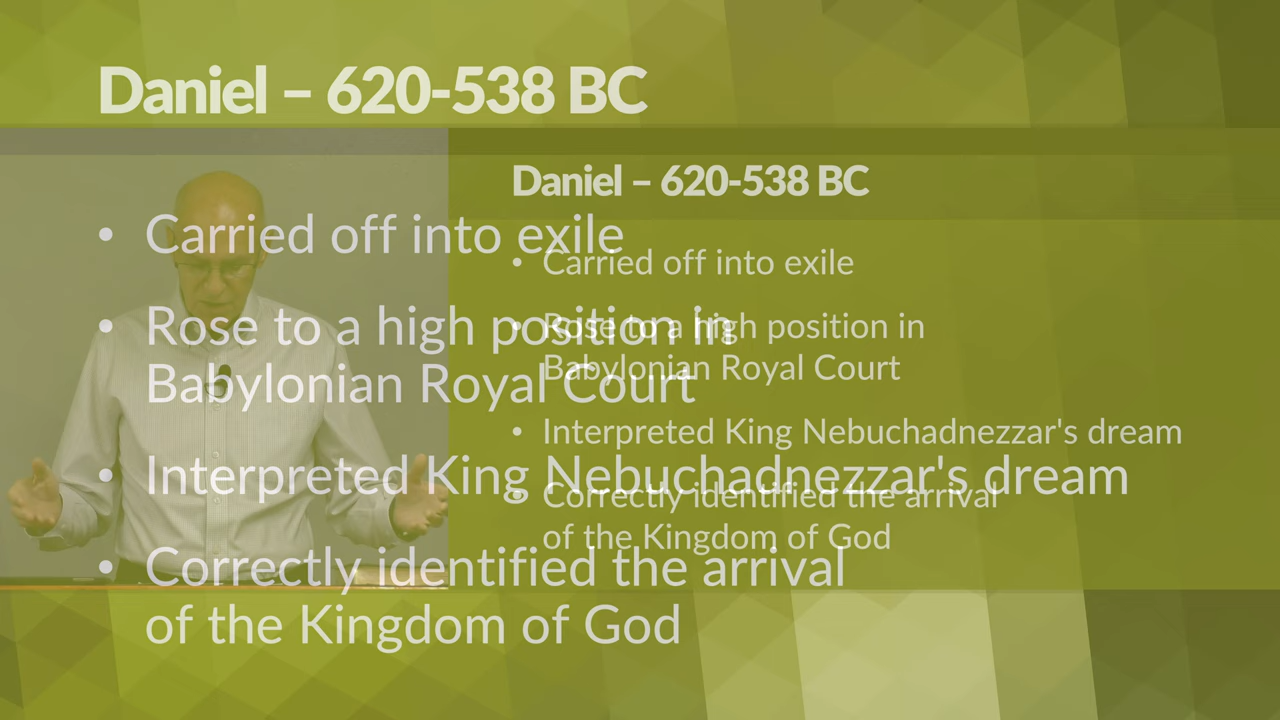 Daniel – 620-538 BC
• Carried off into exile
• Rose to a high position in
Babylonian Royal Court
• Interpreted King Nebuchadnezzar's dream
• Correctly identified the arrival
of the Kingdom of God
Daniel – 620-538 BC
• Carried off into exile
• Rose to a high position in
Babylonian Royal Court
• Interpreted King Nebuchadnezzar's dream
• Correctly identified the arrival
of the Kingdom of God